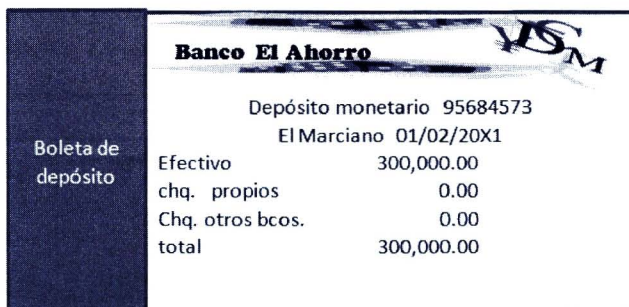 Banco El Ahorro
Depósito monetario 95684573
El Marciano 01/02/20X1
Boleta de
depósito
Efectivo 300,000.00
chq. propios 0.00
Chq. otros bcos. 0.00
total 300,000.00